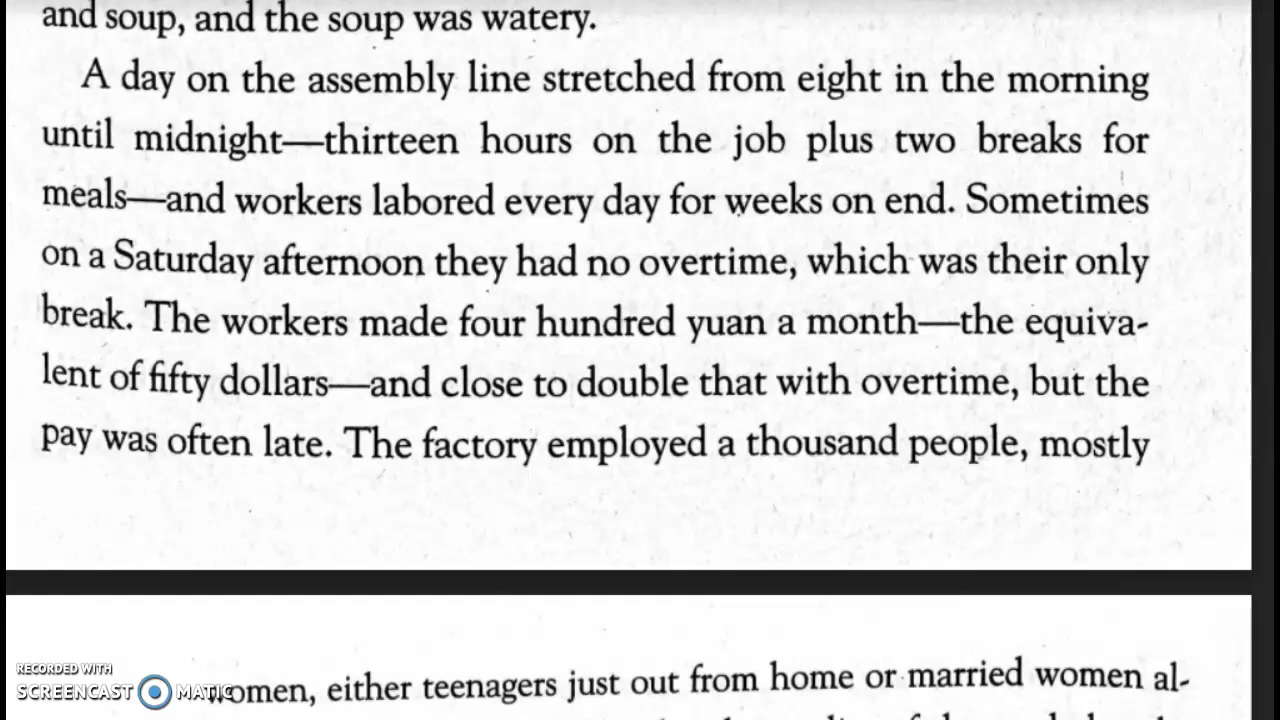 and soup, and the soup was watery.
A day on the assembly line stretched from eight in the morning
until midnight—thirteen hours on the job plus two breaks for
meals—and workers labored every day for weeks on end. Sometimes
on a Saturday afternoon they had no overtime, which was their only
break. The workers made four hundred yuan a month—the equiva-
lent of fifty dollars—and close to double that with overtime, but the
pay was often late. The factory employed a thousand people, mostly
women, either teenagers just out from home or married women al-
RECORDED WITH
SCREENCAST MATIC